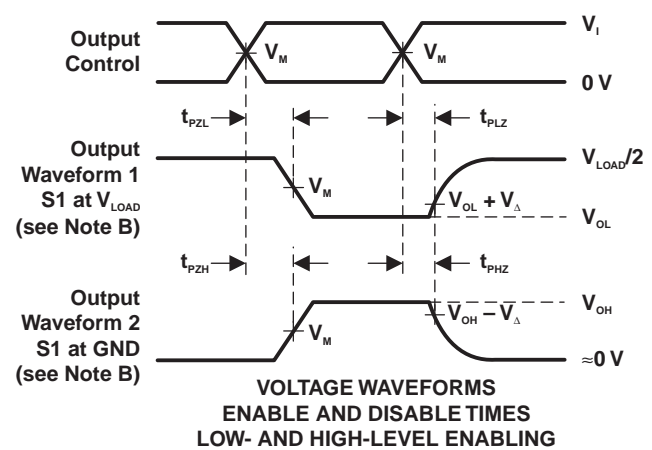 Output
Control
V_M
V_M
V_I
0 V
t_PZL
t_PLZ
Output
Waveform 1
S1 at V_LOAD
(see Note B)
V_M
V_OL + V_Δ
V_LOAD/2
V_OL
t_PZH
t_PHZ
Output
Waveform 2
S1 at GND
(see Note B)
V_M
V_OH − V_Δ
V_OH
≈0 V
VOLTAGE WAVEFORMS
ENABLE AND DISABLE TIMES
LOW- AND HIGH-LEVEL ENABLING